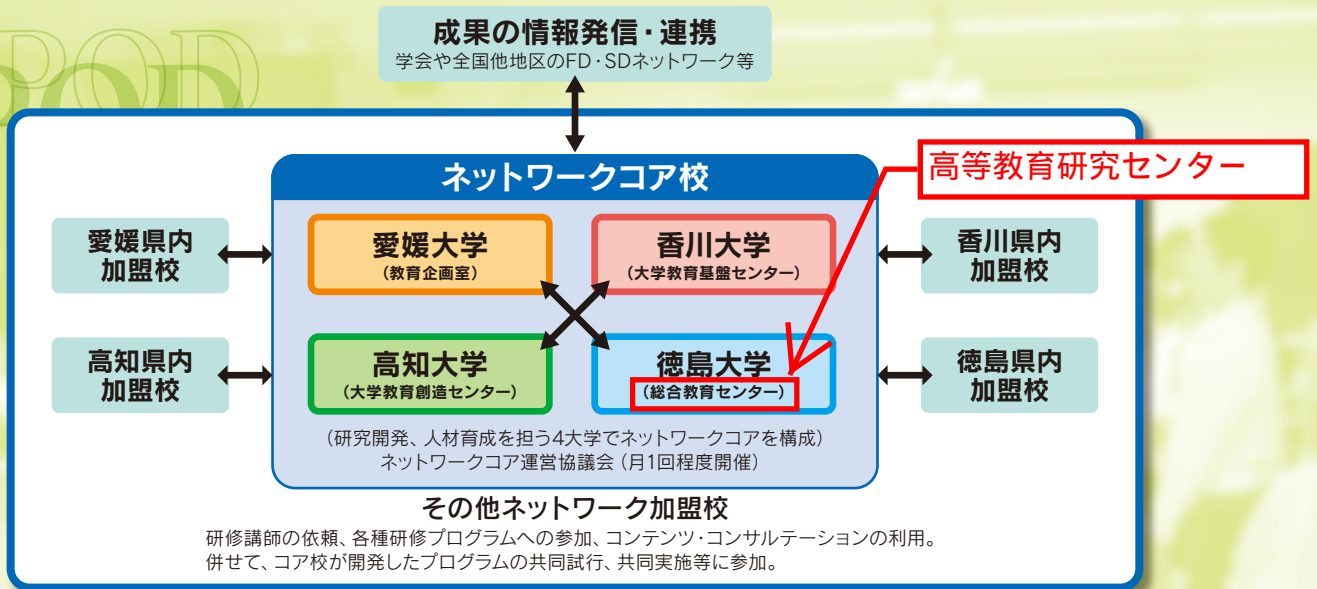 成果の情報発信・連携
学会や全国他地区のFD・SDネットワーク等
POD
高等教育研究センター
ネットワークコア校
愛媛県内
加盟校
愛媛大学
（教育企画室）
香川大学
（大学教育基盤センター）
香川県内
加盟校
高知県内
加盟校
高知大学
（大学教育創造センター）
徳島大学
（総合教育センター）
徳島県内
加盟校
（研究開発、人材育成を担う4大学でネットワークコアを構成）
ネットワークコア運営協議会（月1回程度開催）
その他ネットワーク加盟校
研修講師の依頼、各種研修プログラムへの参加、コンテンツ・コンサルテーションの利用。
併せて、コア校が開発したプログラムの共同試行、共同実施等に参加。